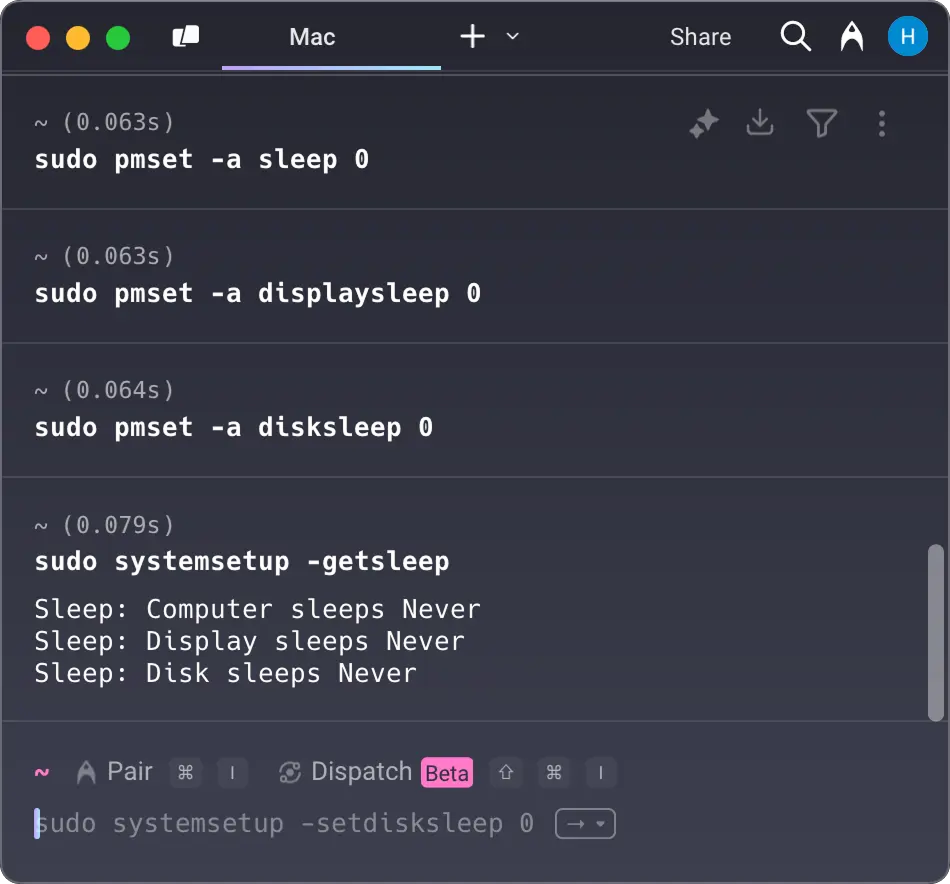 Mac
Share
H
~ (0.063s)
sudo pmset -a sleep 0
~ (0.063s)
sudo pmset -a displaysleep 0
~ (0.064s)
sudo pmset -a disksleep 0
~ (0.079s)
sudo systemsetup -getsleep
Sleep: Computer sleeps Never
Sleep: Display sleeps Never
Sleep: Disk sleeps Never
~ Pair ⌘ I Dispatch Beta ⇧ ⌘ I
sudo systemsetup -setdisksleep 0 →